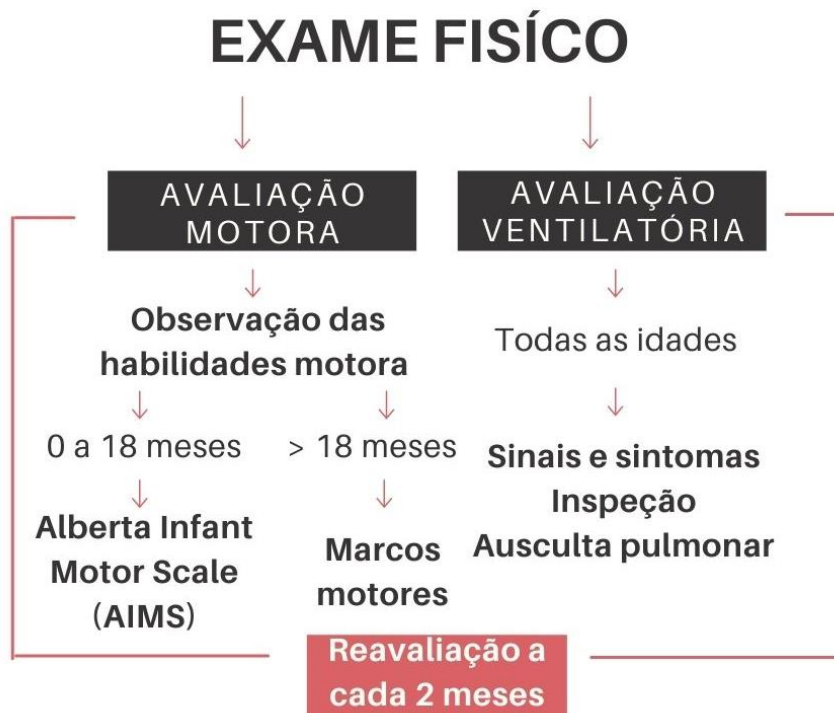 EXAME FISÍCO
AVALIAÇÃO
MOTORA
Observação das
habilidades motora
0 a 18 meses
Alberta Infant
Motor Scale
(AIMS)
> 18 meses
Marcos
motores
AVALIAÇÃO
VENTILATÓRIA
Todas as idades
Sinais e sintomas
Inspeção
Ausculta pulmonar
Reavaliação a
cada 2 meses